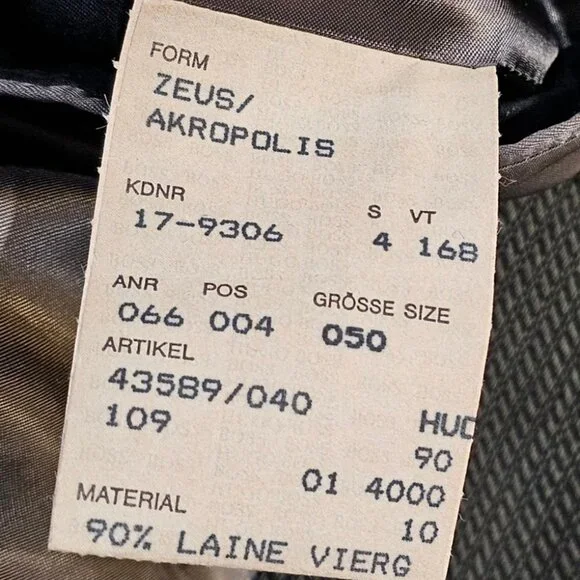 FORM
ZEUS/
AKROPOLIS
KDNR S VT
17-9306 4 168
ANR POS GRÖSSE SIZE
066 004 050
ARTIKEL
43589/040
109 HUC
90
01 4000
MATERIAL 10
90% LAINE VIERG